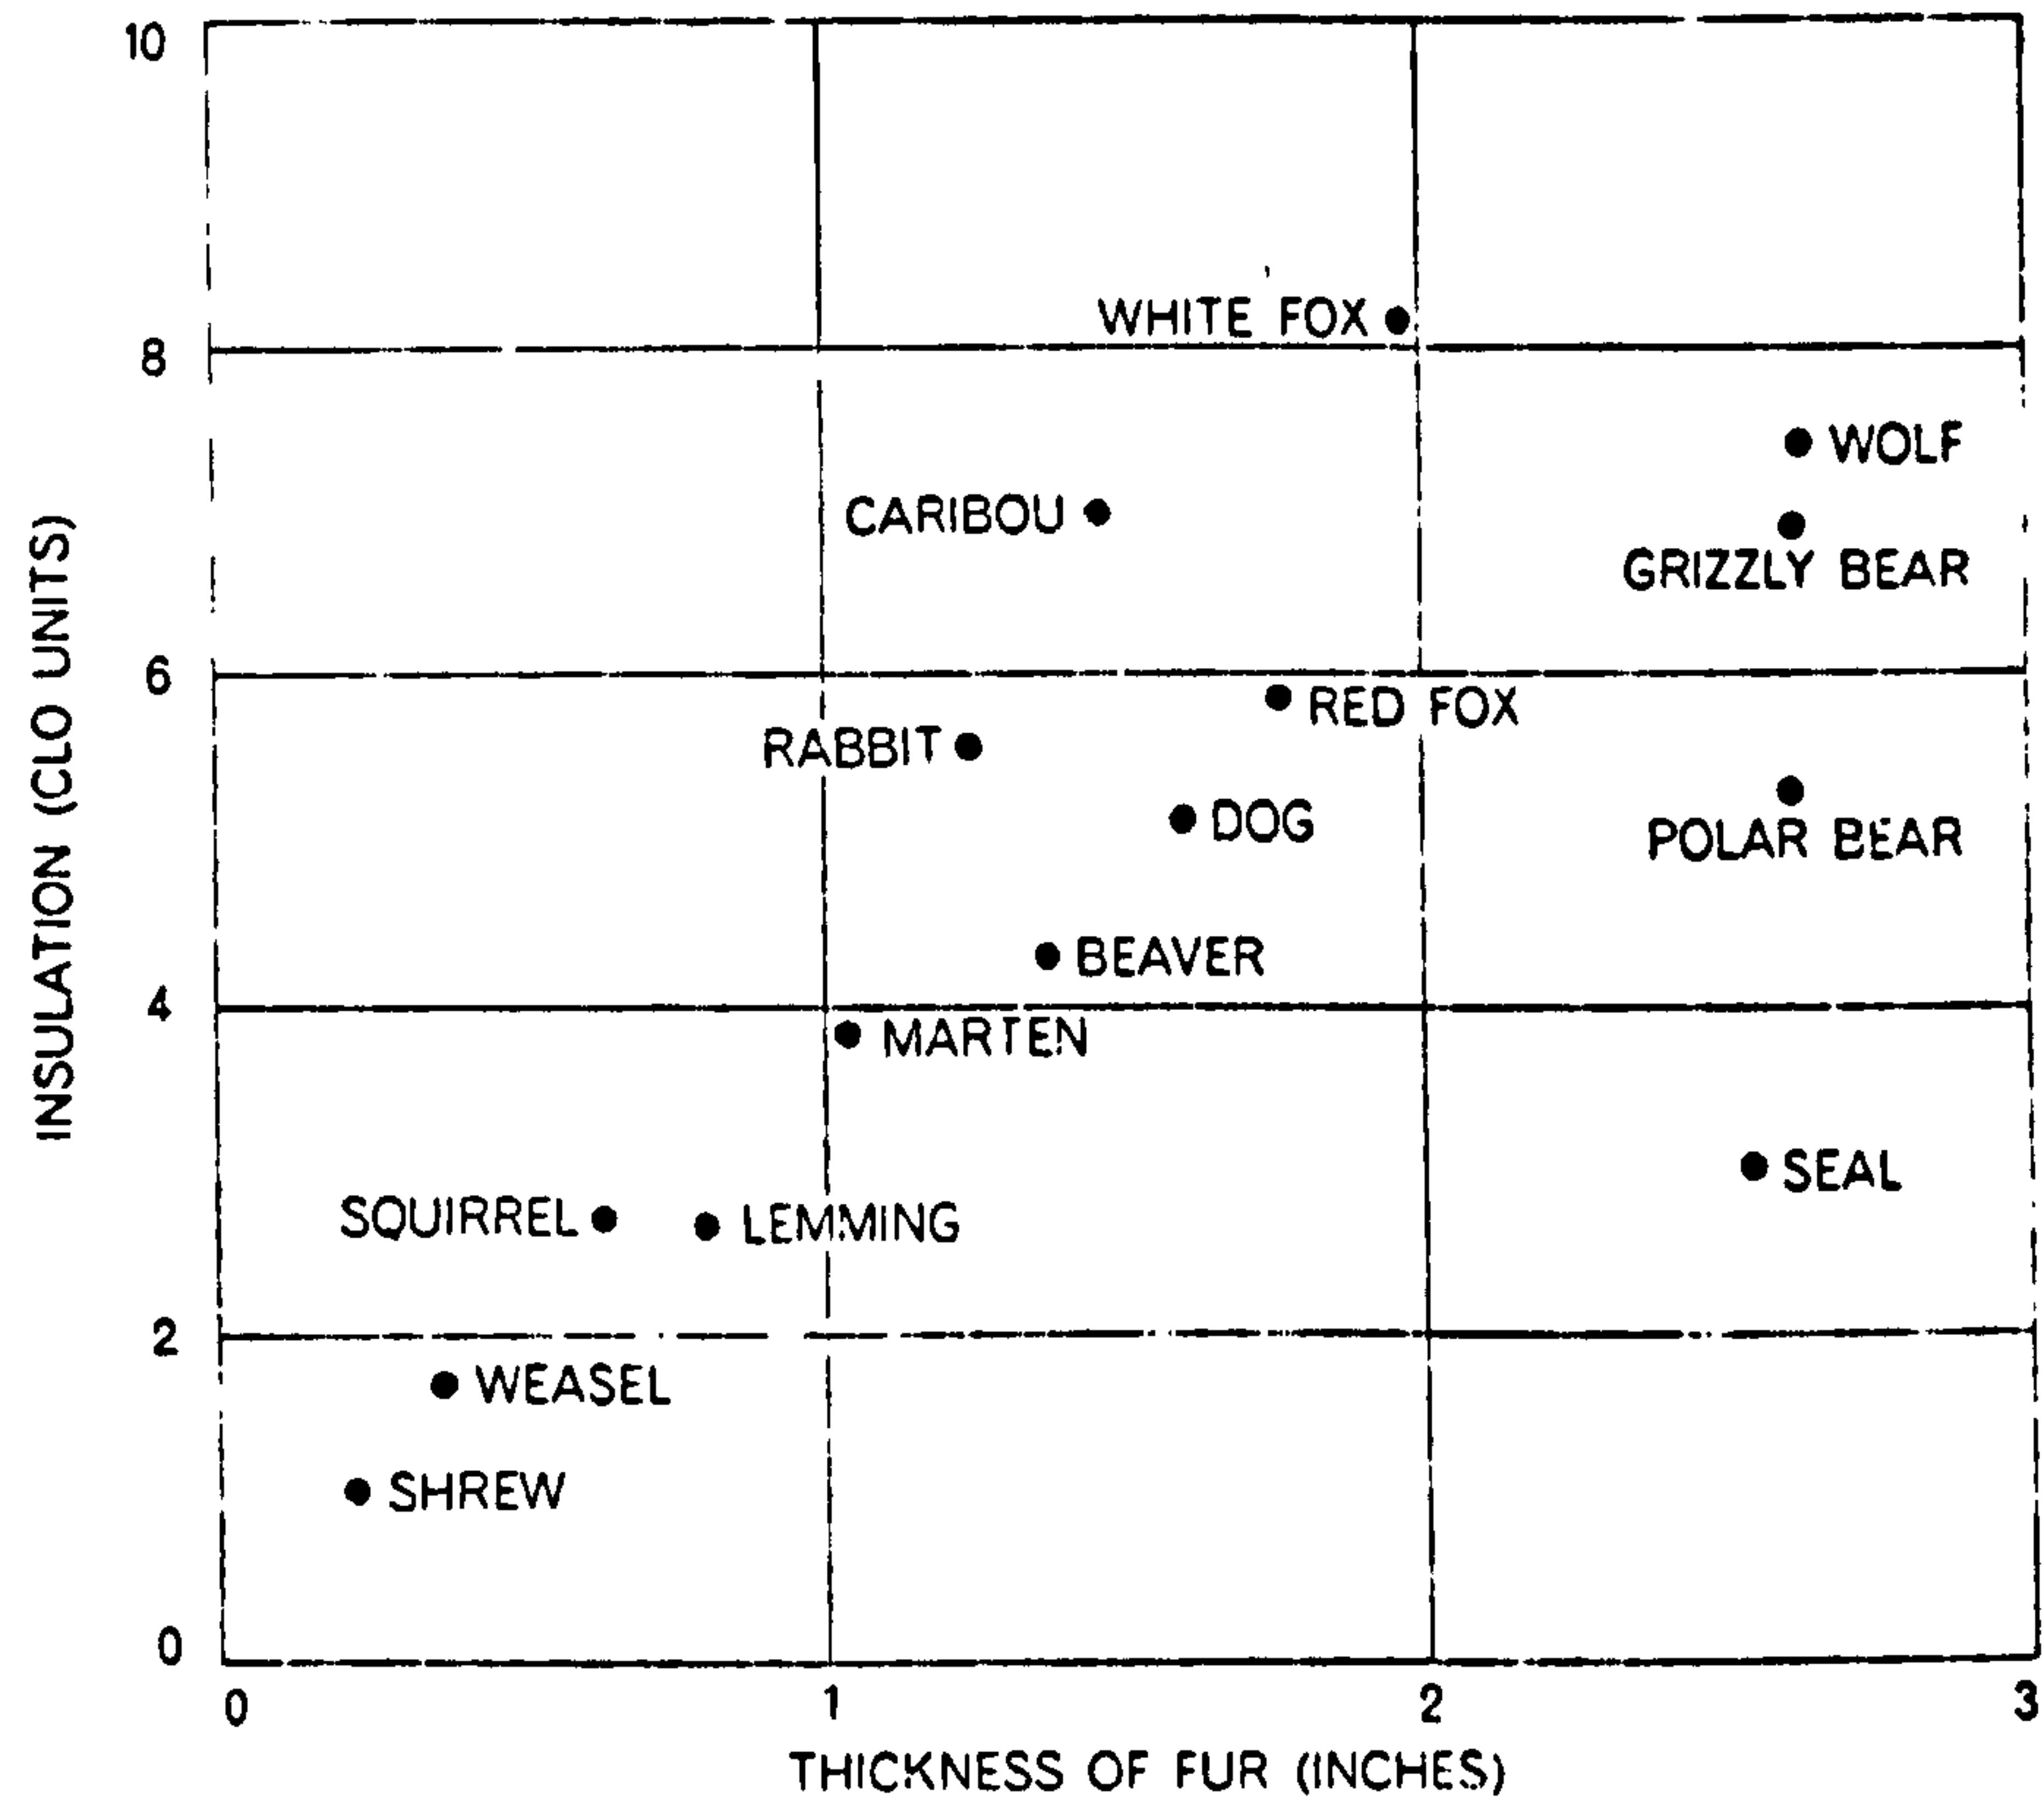 10
WHITE FOX
8
WOLF
CARIBOU
GRIZZLY BEAR
INSULATION (CLO UNITS)
6
RED FOX
RABBIT
DOG
POLAR BEAR
BEAVER
4
MARTEN
SEAL
SQUIRREL
LEMMING
2
WEASEL
SHREW
0
0 1 2 3
THICKNESS OF FUR (INCHES)